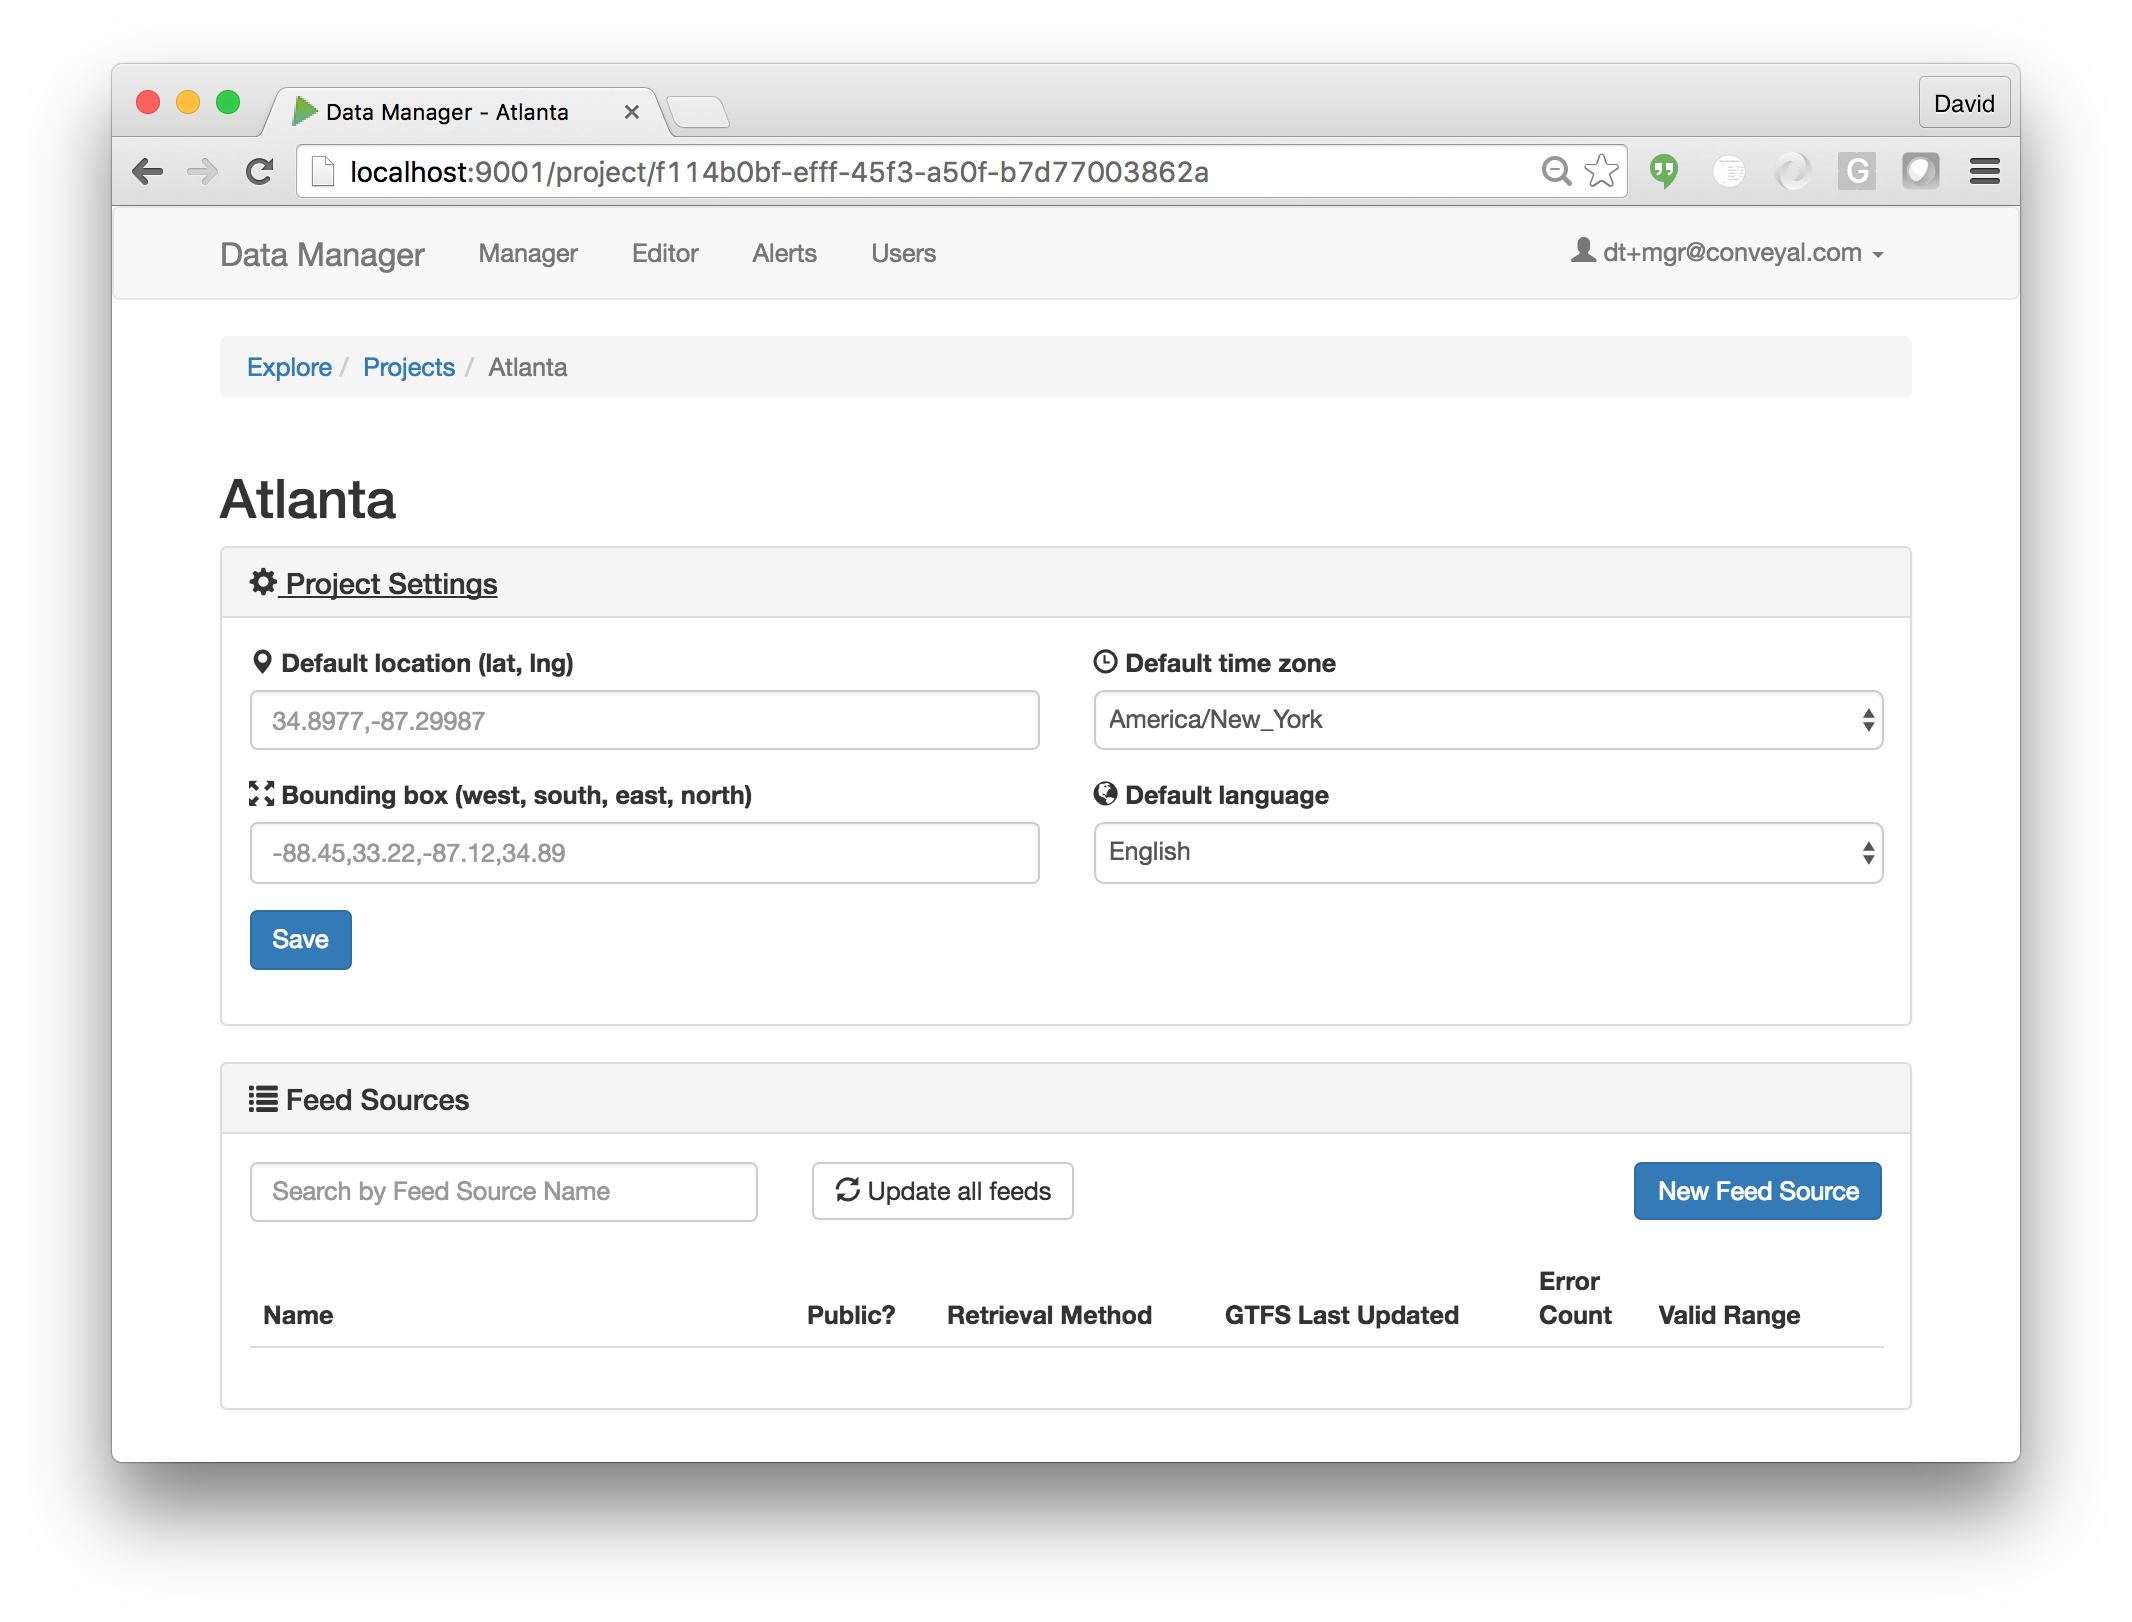 Data Manager - Atlanta
David
localhost:9001/project/f114b0bf-efff-45f3-a50f-b7d77003862a
G
Data Manager Manager Editor Alerts Users dt+mgr@conveyal.com
Explore / Projects / Atlanta
Atlanta
Project Settings
Default location (lat, lng) Default time zone
34.8977,-87.29987 America/New_York
Bounding box (west, south, east, north) Default language
-88.45,33.22,-87.12,34.89 English
Save
Feed Sources
Search by Feed Source Name Update all feeds New Feed Source
Name Public? Retrieval Method GTFS Last Updated Error Count Valid Range